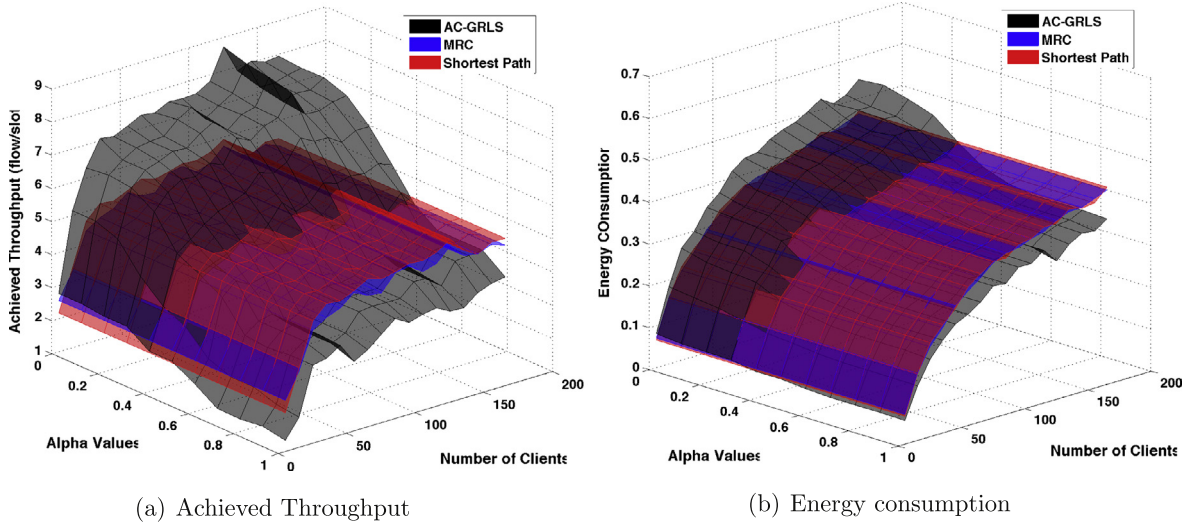 AC-GRLS
MRC
Shortest Path
Achieved Throughput (flow/slo
9
8
7
6
5
4
3
2
1
0
0.2
0.4
0.6
0.8
1
0
50
100
150
200
Alpha Values
Number of Clients
(a) Achieved Throughput
AC-GRLS
MRC
Shortest Path
Energy COnsumption
0.7
0.6
0.5
0.4
0.3
0.2
0.1
0
0
0.2
0.4
0.6
0.8
1
0
50
100
150
200
Alpha Values
Number of Clients
(b) Energy consumption